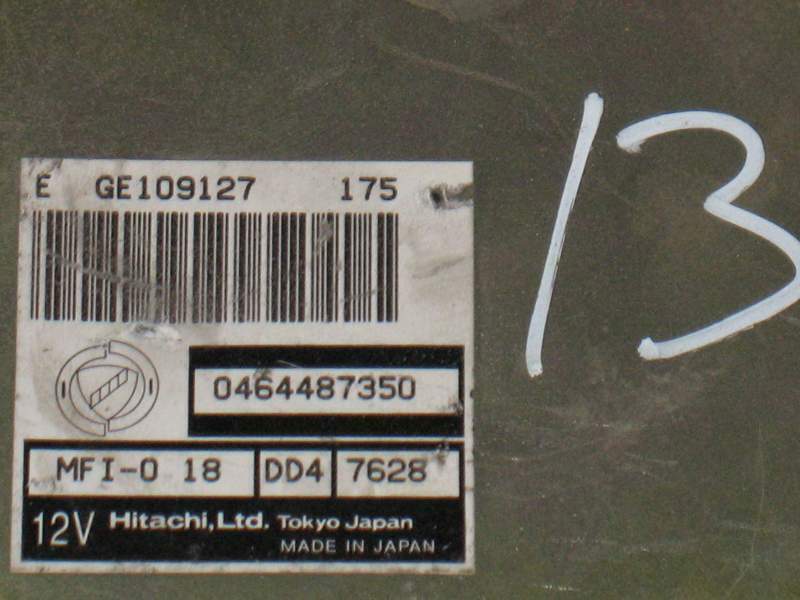 E GE109127 175
13
0464487350
MFI-0 18 DD4 7628
12V Hitachi,Ltd. Tokyo Japan
MADE IN JAPAN